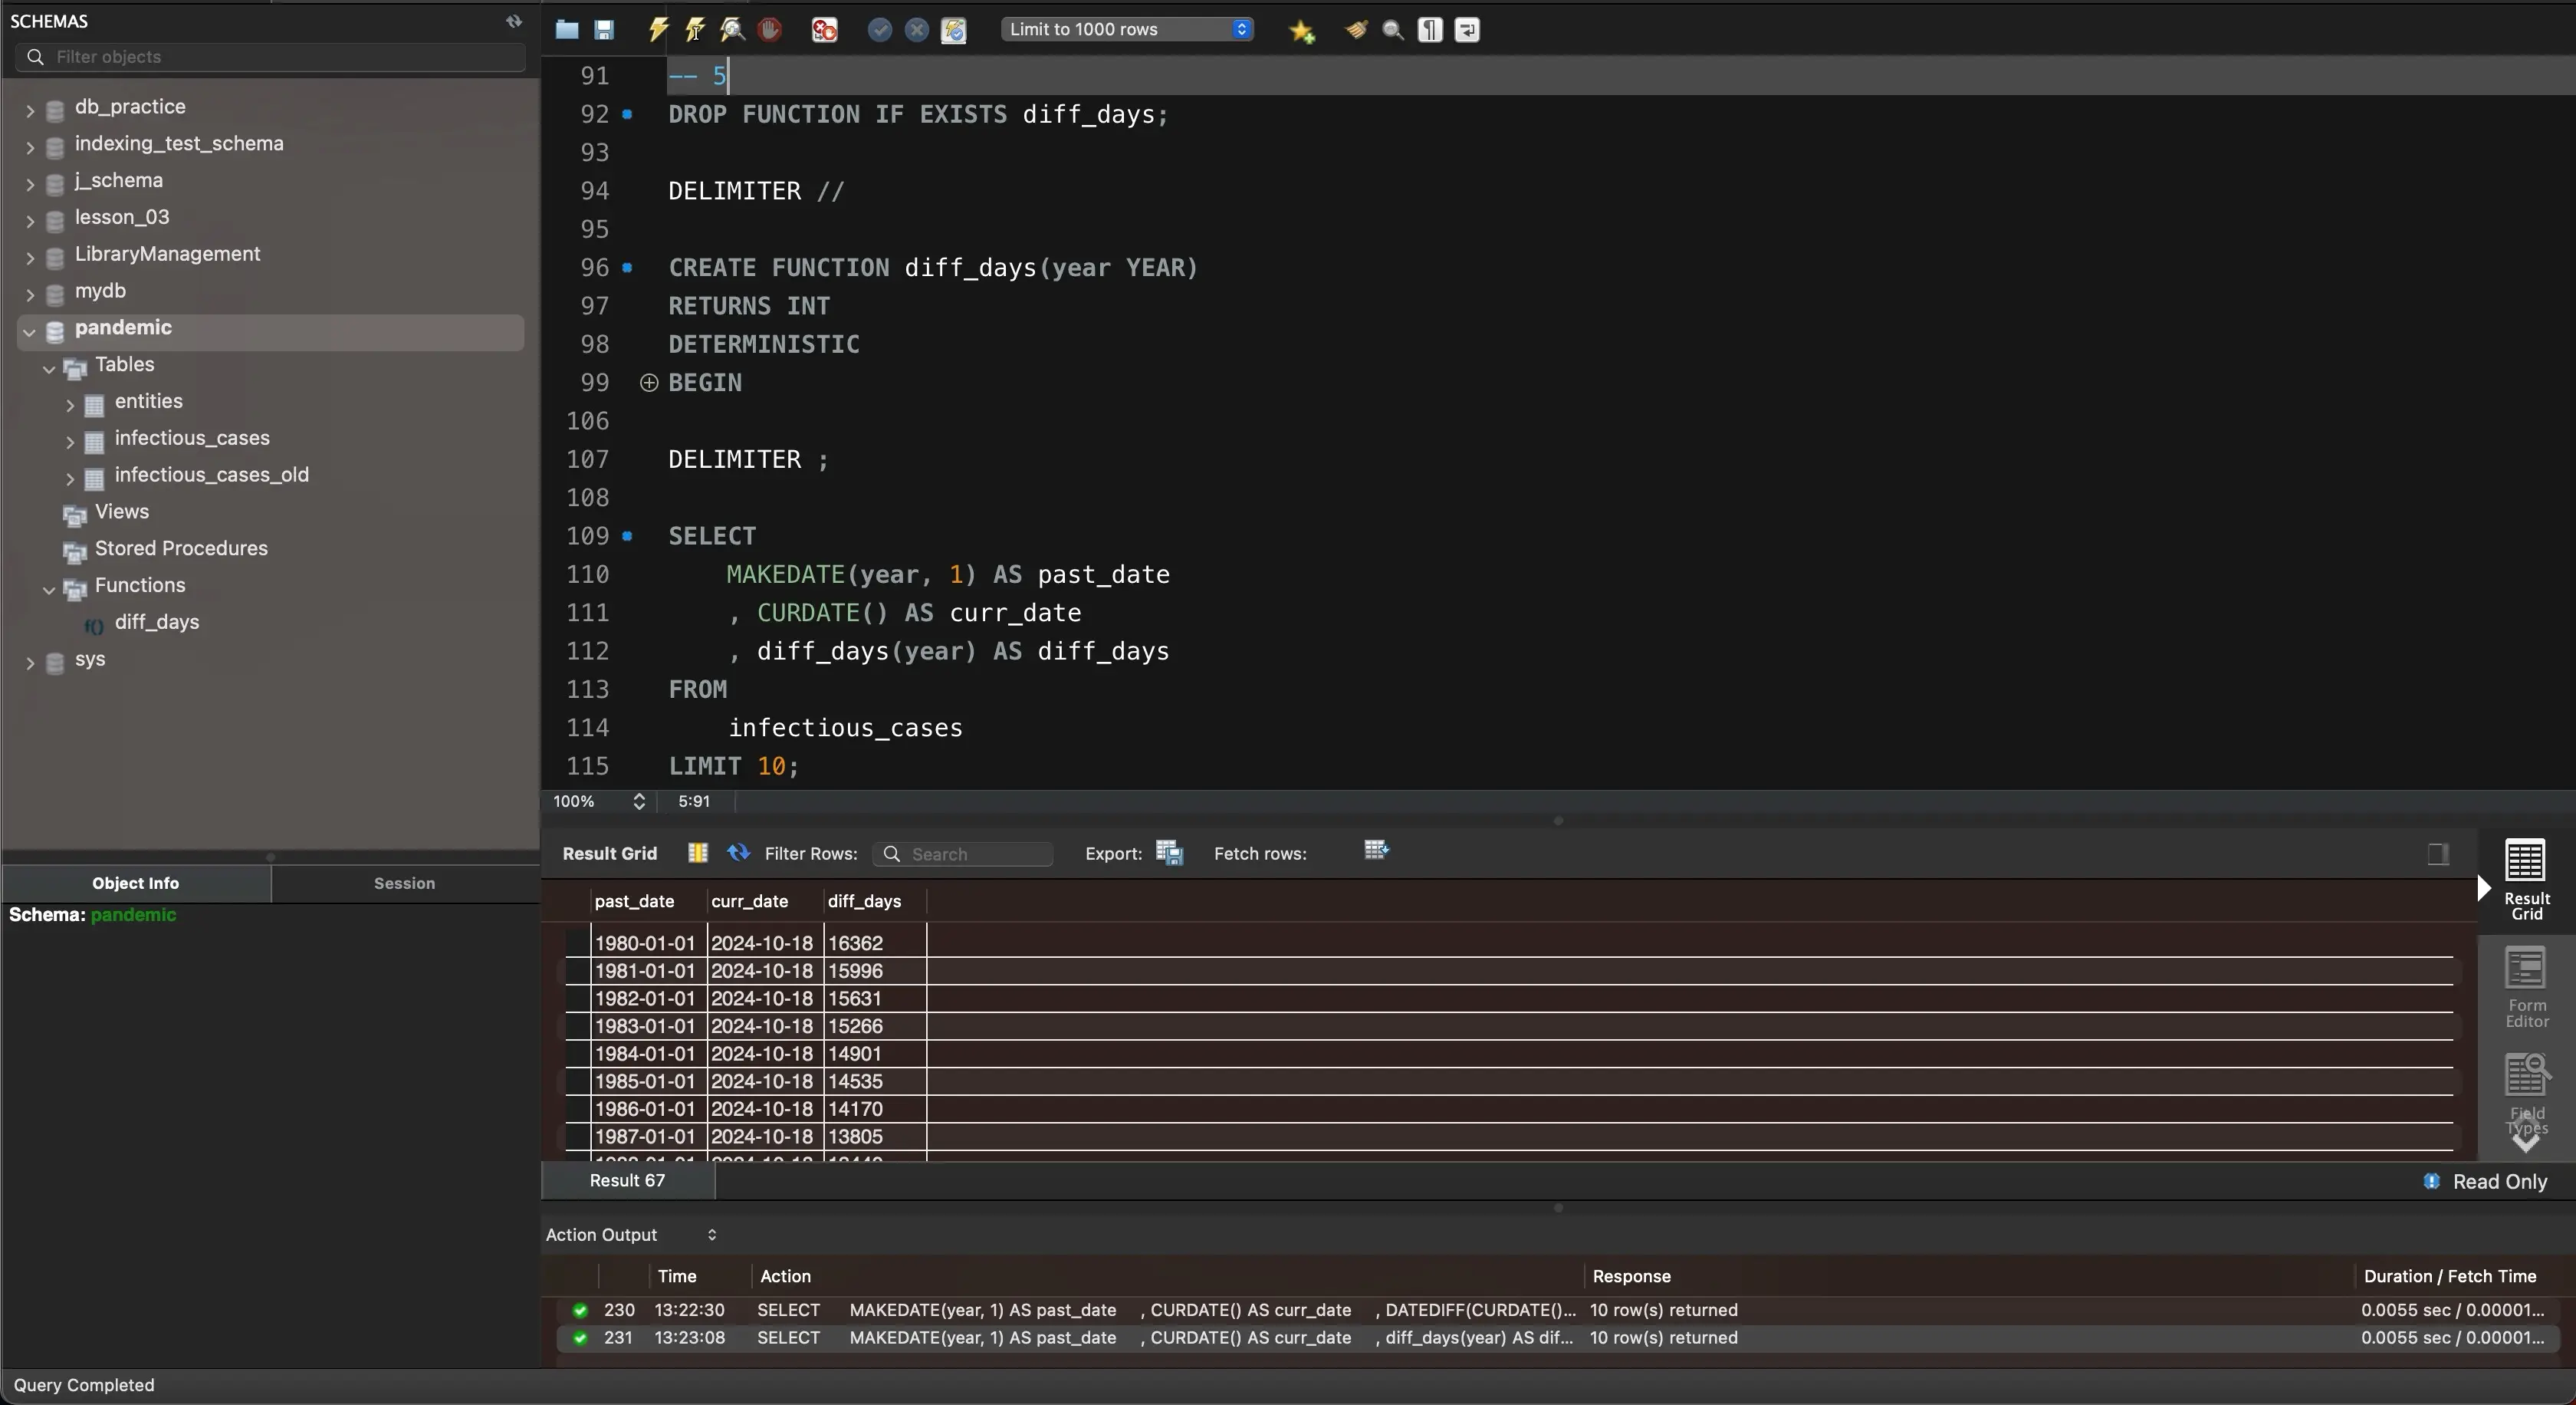 SCHEMAS
Filter objects
db_practice
indexing_test_schema
j_schema
lesson_03
LibraryManagement
mydb
pandemic
Tables
entities
infectious_cases
infectious_cases_old
Views
Stored Procedures
Functions
f() diff_days
sys
Object Info Session
Schema: pandemic
Limit to 1000 rows
91 -- 5
92 DROP FUNCTION IF EXISTS diff_days;
93
94 DELIMITER //
95
96 CREATE FUNCTION diff_days(year YEAR)
97 RETURNS INT
98 DETERMINISTIC
99 BEGIN
106
107 DELIMITER ;
108
109 SELECT
110 MAKEDATE(year, 1) AS past_date
111 , CURDATE() AS curr_date
112 , diff_days(year) AS diff_days
113 FROM
114 infectious_cases
115 LIMIT 10;
100% 5:91
Result Grid Filter Rows: Search Export: Fetch rows:
past_date curr_date diff_days
1980-01-01 2024-10-18 16362
1981-01-01 2024-10-18 15996
1982-01-01 2024-10-18 15631
1983-01-01 2024-10-18 15266
1984-01-01 2024-10-18 14901
1985-01-01 2024-10-18 14535
1986-01-01 2024-10-18 14170
1987-01-01 2024-10-18 13805
Result
Grid
Form
Editor
Field
Types
Result 67
Read Only
Action Output
Time Action Response Duration / Fetch Time
230 13:22:30 SELECT MAKEDATE(year, 1) AS past_date , CURDATE() AS curr_date , DATEDIFF(CURDATE()... 10 row(s) returned 0.0055 sec / 0.00001...
231 13:23:08 SELECT MAKEDATE(year, 1) AS past_date , CURDATE() AS curr_date , diff_days(year) AS dif... 10 row(s) returned 0.0055 sec / 0.00001...
Query Completed